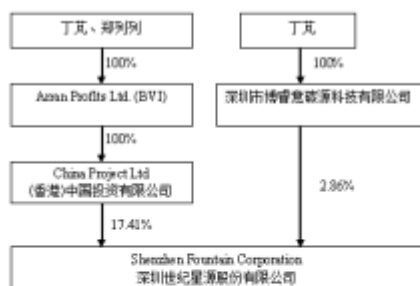 丁芃、郑列列
丁芃
100%
100%
Arran Profits Ltd. (BVI)
深圳市博睿意碳源科技有限公司
100%
China Project Ltd
(香港)中国投资有限公司
2.86%
17.41%
Shenzhen Fountain Corporation
深圳世纪星源股份有限公司